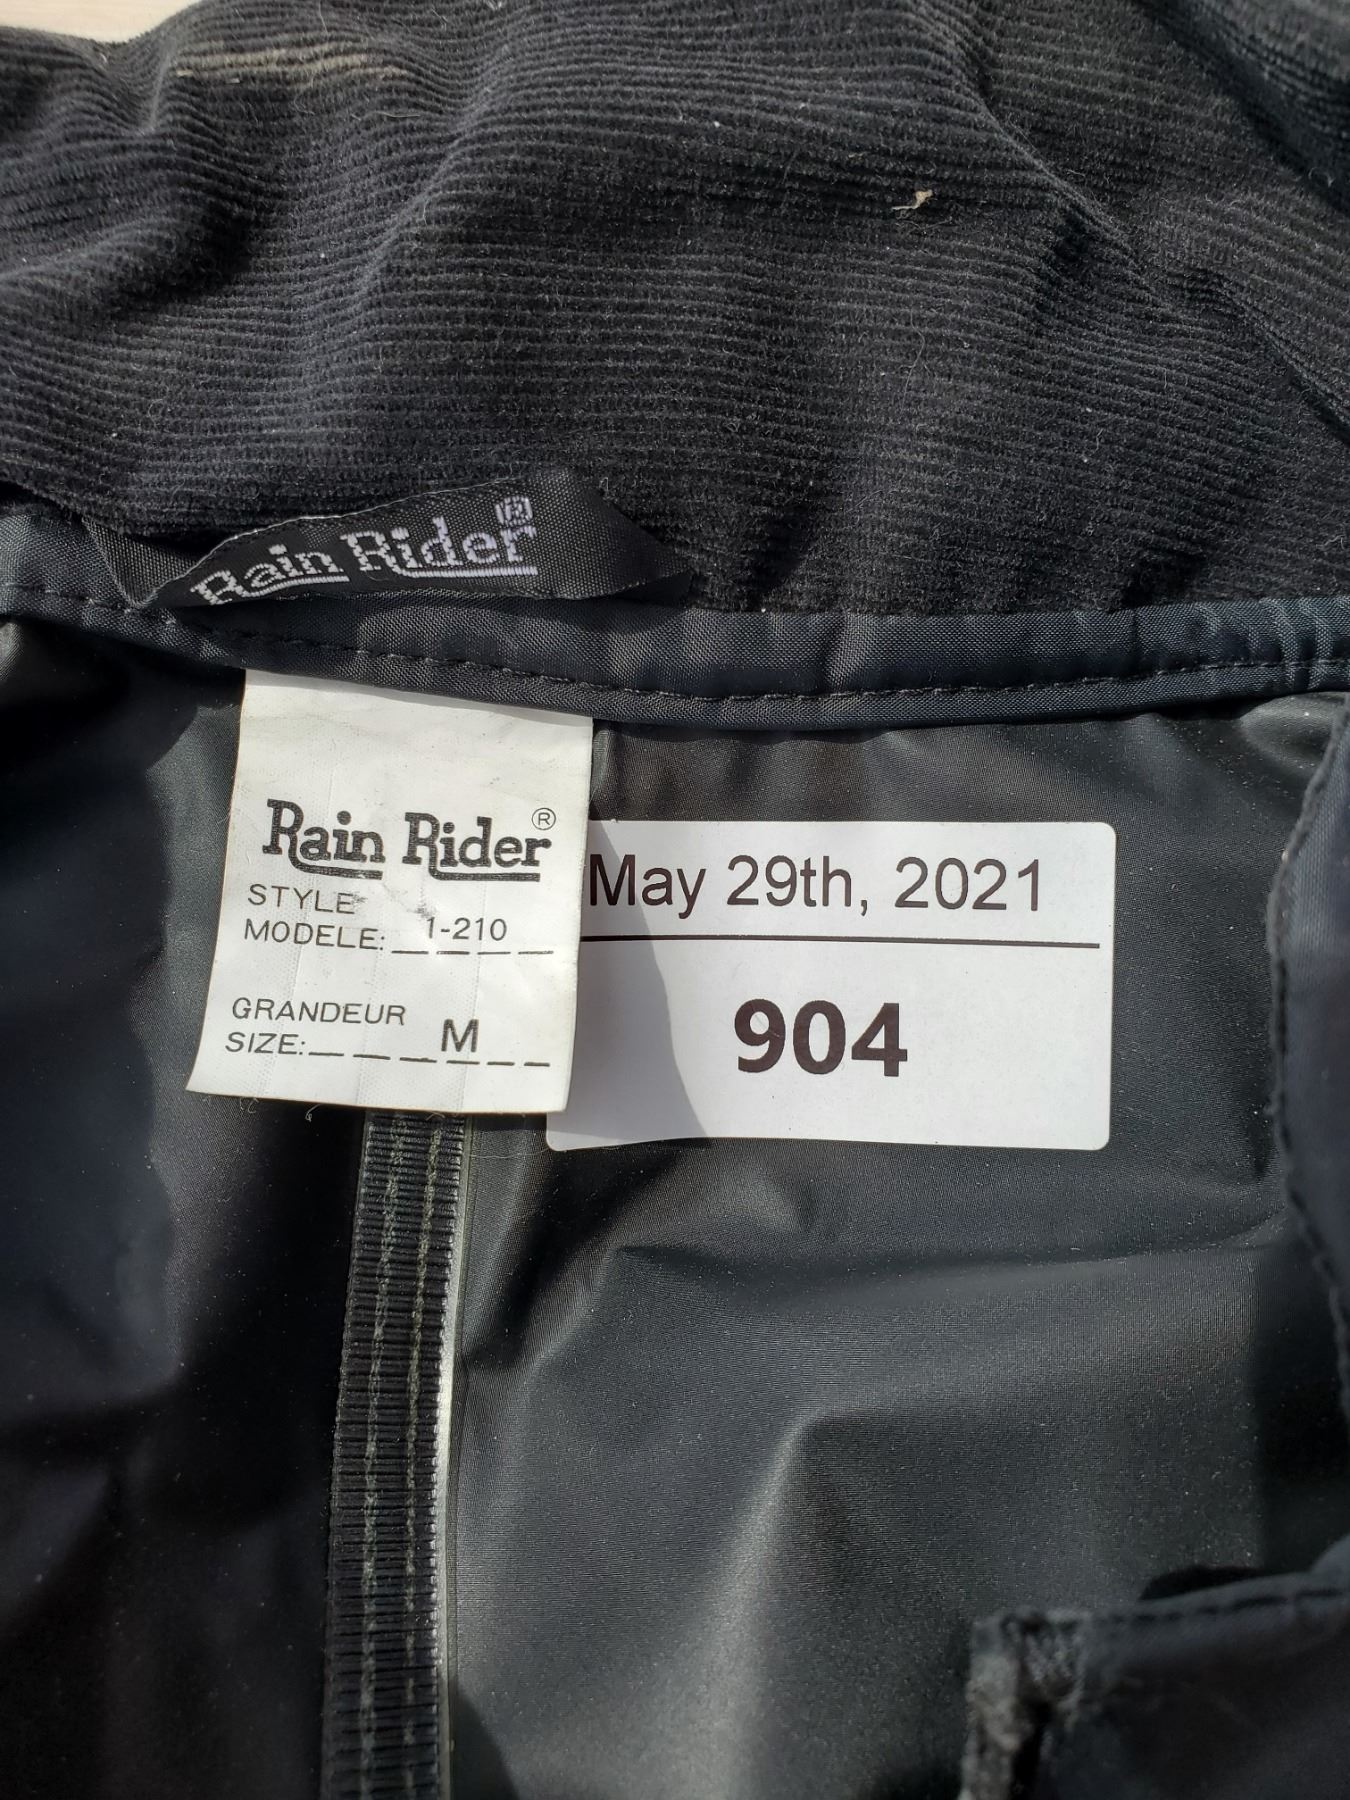 Rain Rider®
Rain Rider®
STYLE
MODELE: 1-210
GRANDEUR
SIZE: M
May 29th, 2021
904